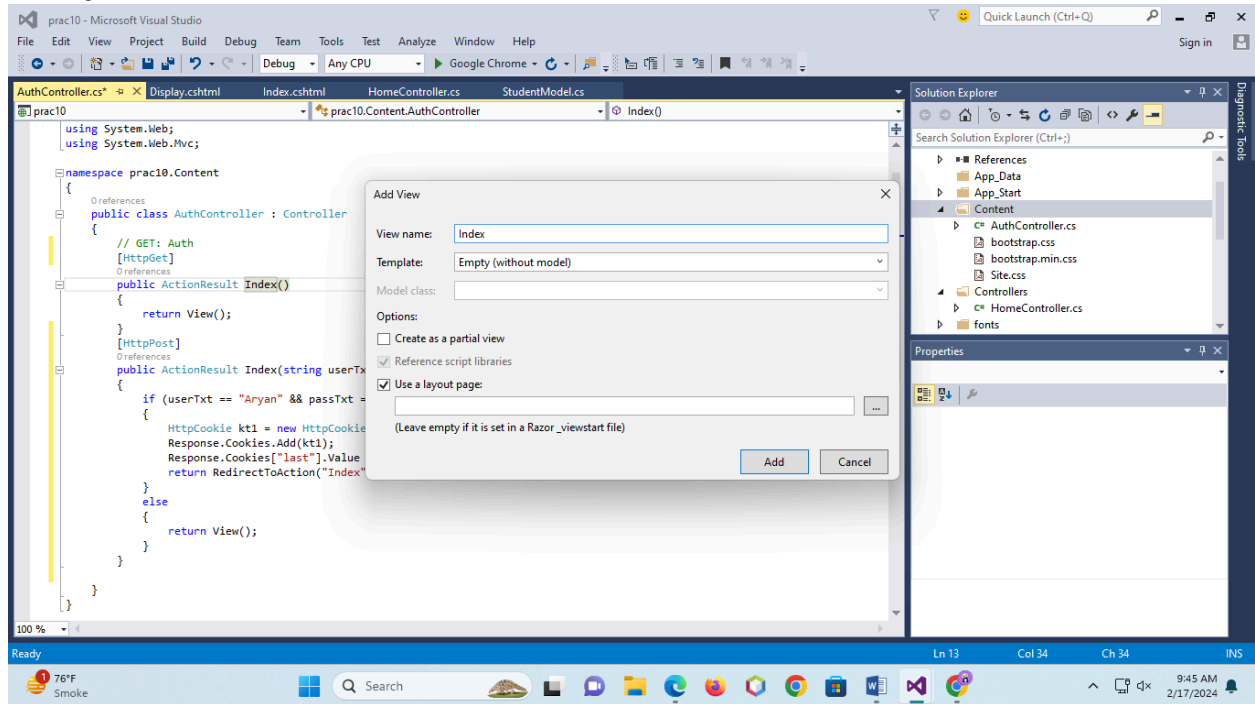 prac10 - Microsoft Visual Studio
Quick Launch (Ctrl+Q)
File Edit View Project Build Debug Team Tools Test Analyze Window Help
Sign in
Debug Any CPU Google Chrome
AuthController.cs* Display.cshtml Index.cshtml HomeController.cs StudentModel.cs
prac10 prac10.Content.AuthController Index()
using System.Web;
using System.Web.Mvc;
namespace prac10.Content
{
0 references
public class AuthController : Controller
{
// GET: Auth
[HttpGet]
0 references
public ActionResult Index()
{
return View();
}
[HttpPost]
0 references
public ActionResult Index(string userTx
{
if (userTxt == "Aryan" && passTxt =
{
HttpCookie kt1 = new HttpCookie
Response.Cookies.Add(kt1);
Response.Cookies["last"].Value
return RedirectToAction("Index"
}
else
{
return View();
}
}
}
}
100 %
Add View
View name: Index
Template: Empty (without model)
Model class:
Options:
Create as a partial view
Reference script libraries
Use a layout page:
...
(Leave empty if it is set in a Razor _viewstart file)
Add Cancel
Solution Explorer
Search Solution Explorer (Ctrl+;)
References
App_Data
App_Start
Content
C# AuthController.cs
bootstrap.css
bootstrap.min.css
Site.css
Controllers
C# HomeController.cs
fonts
Properties
Diagnostic Tools
Ready
Ln 13 Col 34 Ch 34 INS
1
76°F
Smoke
Search
9:45 AM
2/17/2024